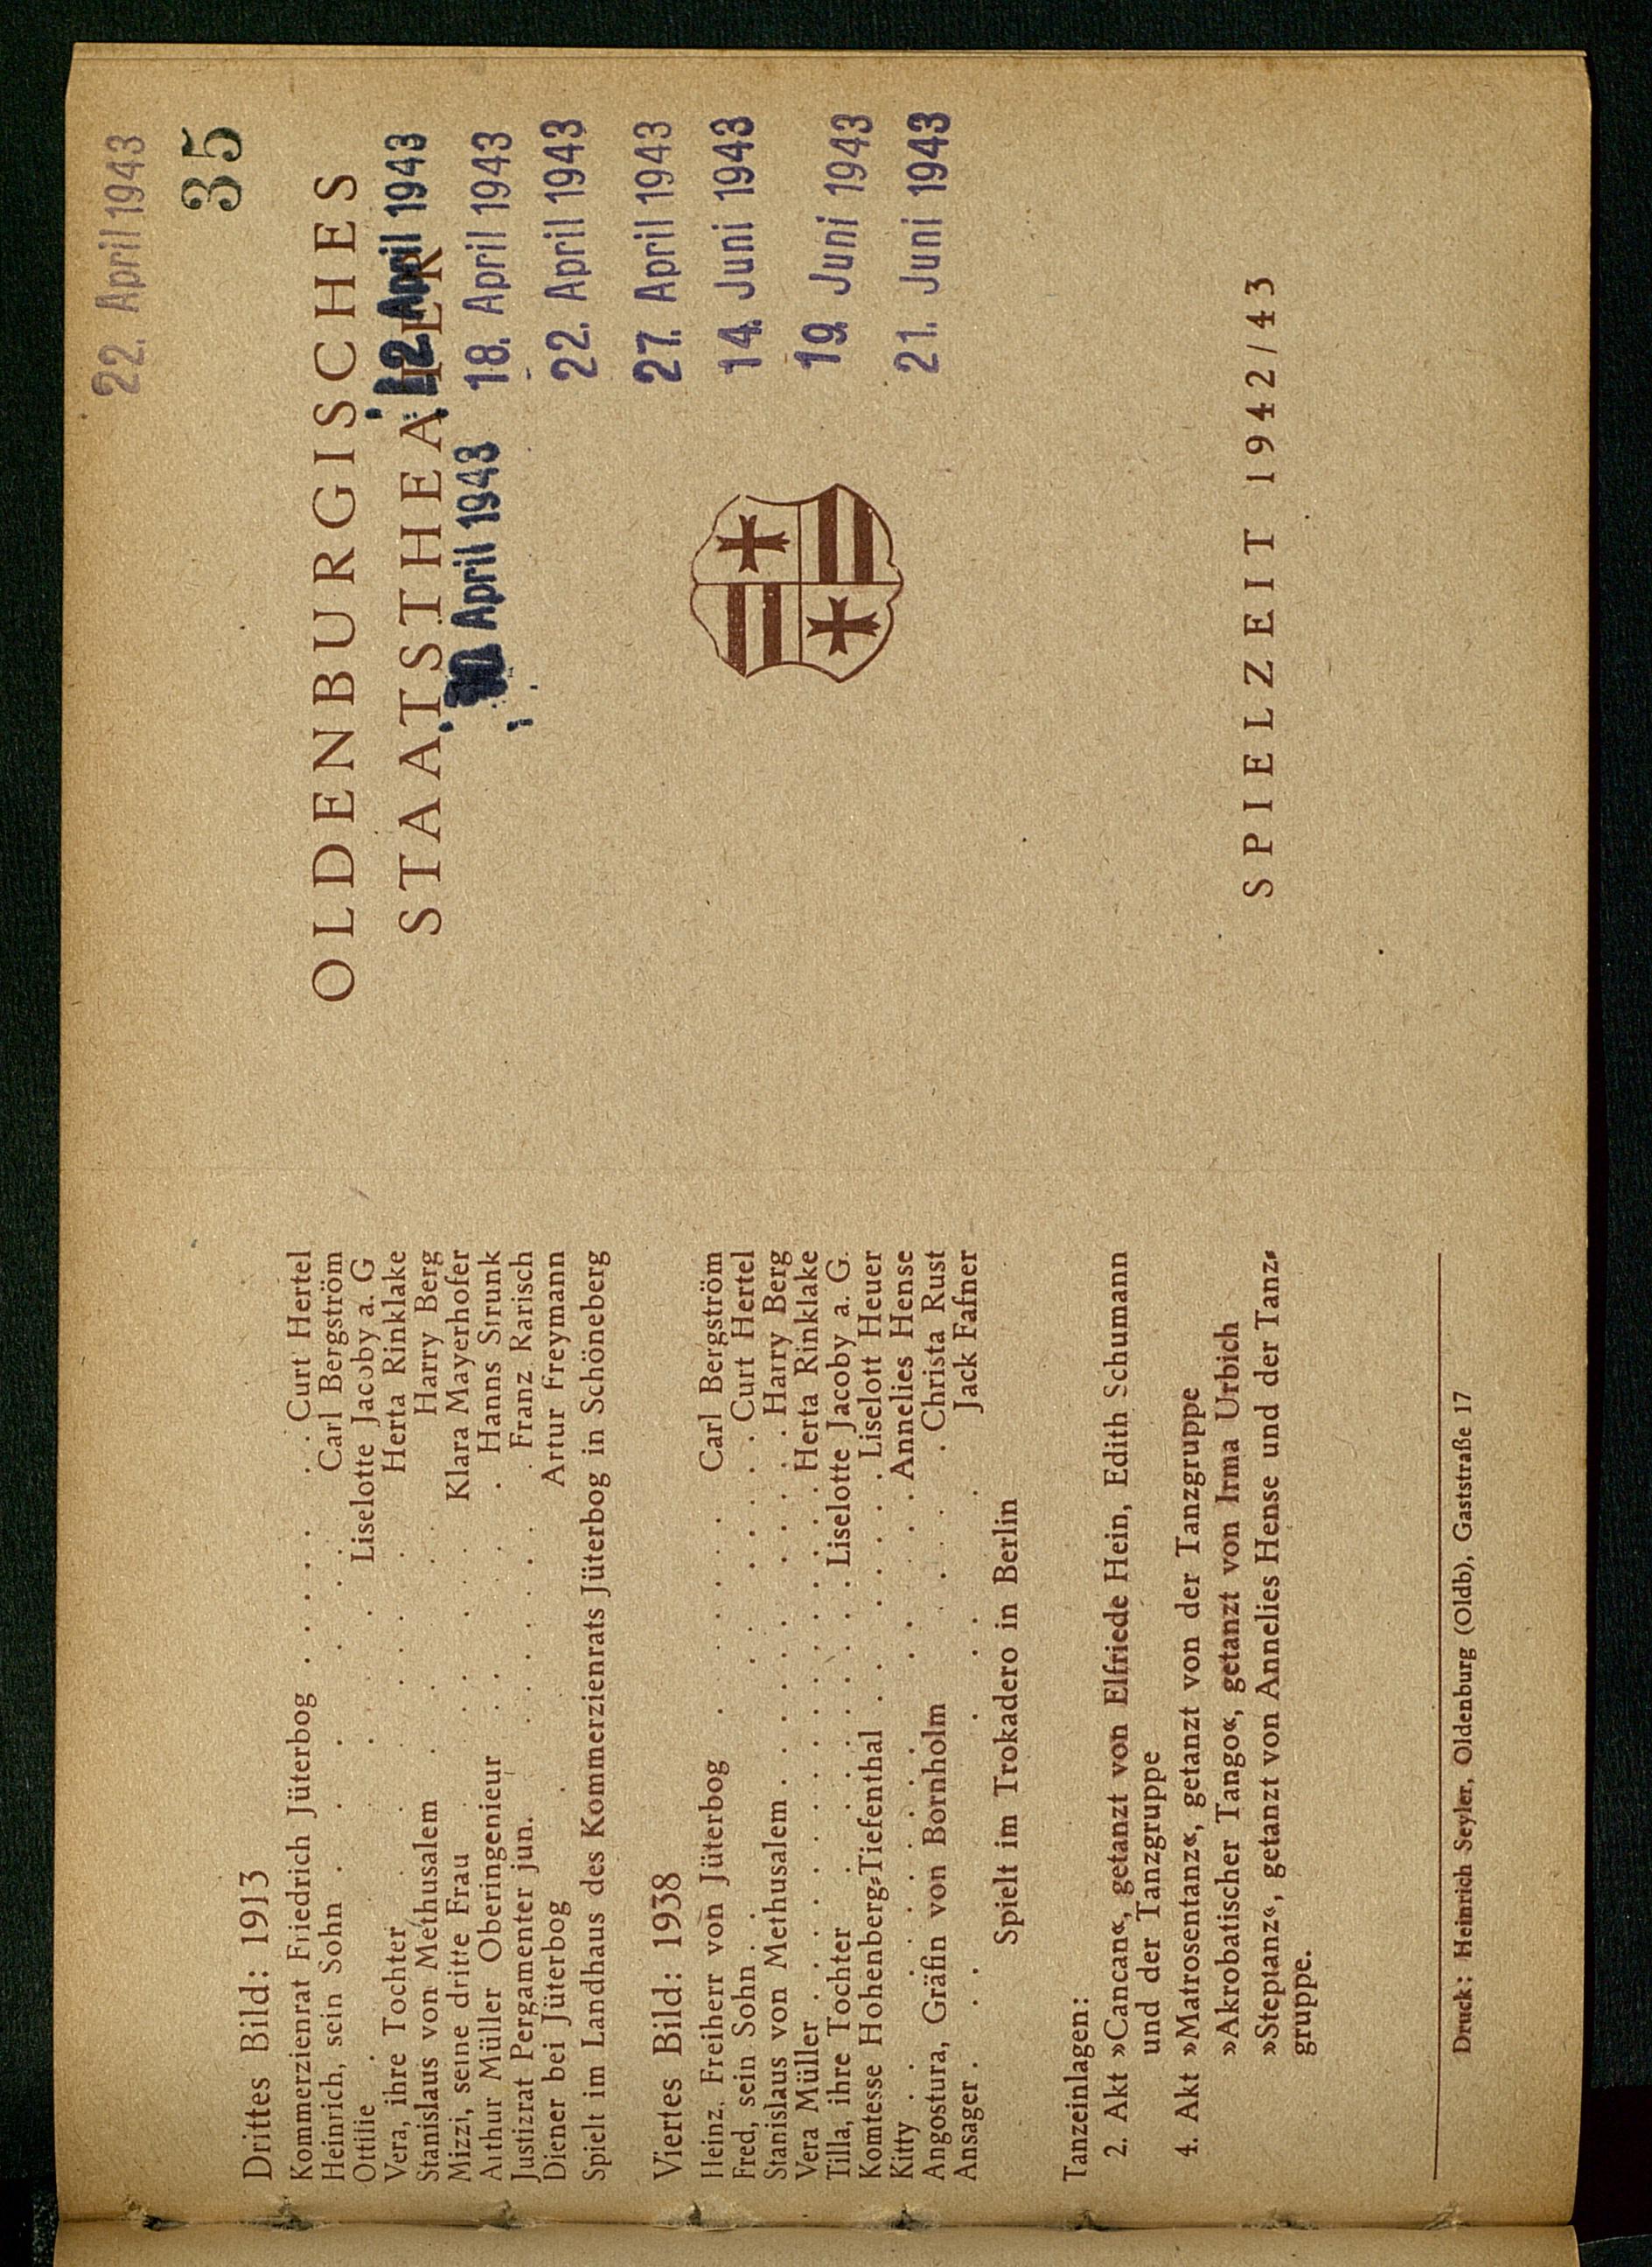 Drittes Bild: 1913
Kommerzienrat Friedrich Jüterbog . . . . . . Curt Hertel
Heinrich, sein Sohn . . . . . . Carl Bergström
Ottilie . . . . . Liselotte Jacoby a. G
Vera, ihre Tochter . . . . . Herta Rinklake
Stanislaus von Methusalem . . . . Harry Berg
Mizzi, seine dritte Frau . . . . Klara Mayerhofer
Arthur Müller Oberingenieur . . . . Hanns Strunk
Justizrat Pergamenter jun. . . . . . Franz Rarisch
Diener bei Jüterbog . . . . Artur Freymann
Spielt im Landhaus des Kommerzienrats Jüterbog in Schöneberg
Viertes Bild: 1938
Heinz, Freiherr von Jüterbog . . . . . Carl Bergström
Fred, sein Sohn . . . . . . . Curt Hertel
Stanislaus von Methusalem . . . . . . . . Harry Berg
Vera Müller . . . . . . . . . . Herta Rinklake
Tilla, ihre Tochter . . . . . . Liselotte Jacoby a. G.
Komtesse Hohenberg-Tiefenthal . . . . . . Liselott Heuer
Kitty . . . . . . . . . Annelies Hense
Angostura, Gräfin von Bornholm . . . . Christa Rust
Ansager . . . . . . Jack Fafner
Spielt im Trokadero in Berlin
Tanzeinlagen:
2. Akt »Cancan«, getanzt von Elfriede Hein, Edith Schumann
und der Tanzgruppe
4. Akt »Matrosentanz«, getanzt von der Tanzgruppe
»Akrobatischer Tango«, getanzt von Irma Urbich
»Steptanz«, getanzt von Annelies Hense und der Tanz-
gruppe.
Druck: Heinrich Seyler, Oldenburg (Oldb), Gaststraße 17
22. April 1943
35
OLDENBURGISCHES
STAATSTHEATER
12. April 1943
April 1943
18. April 1943
22. April 1943
27. April 1943
14. Juni 1943
19. Juni 1943
21. Juni 1943
SPIELZEIT 1942/43